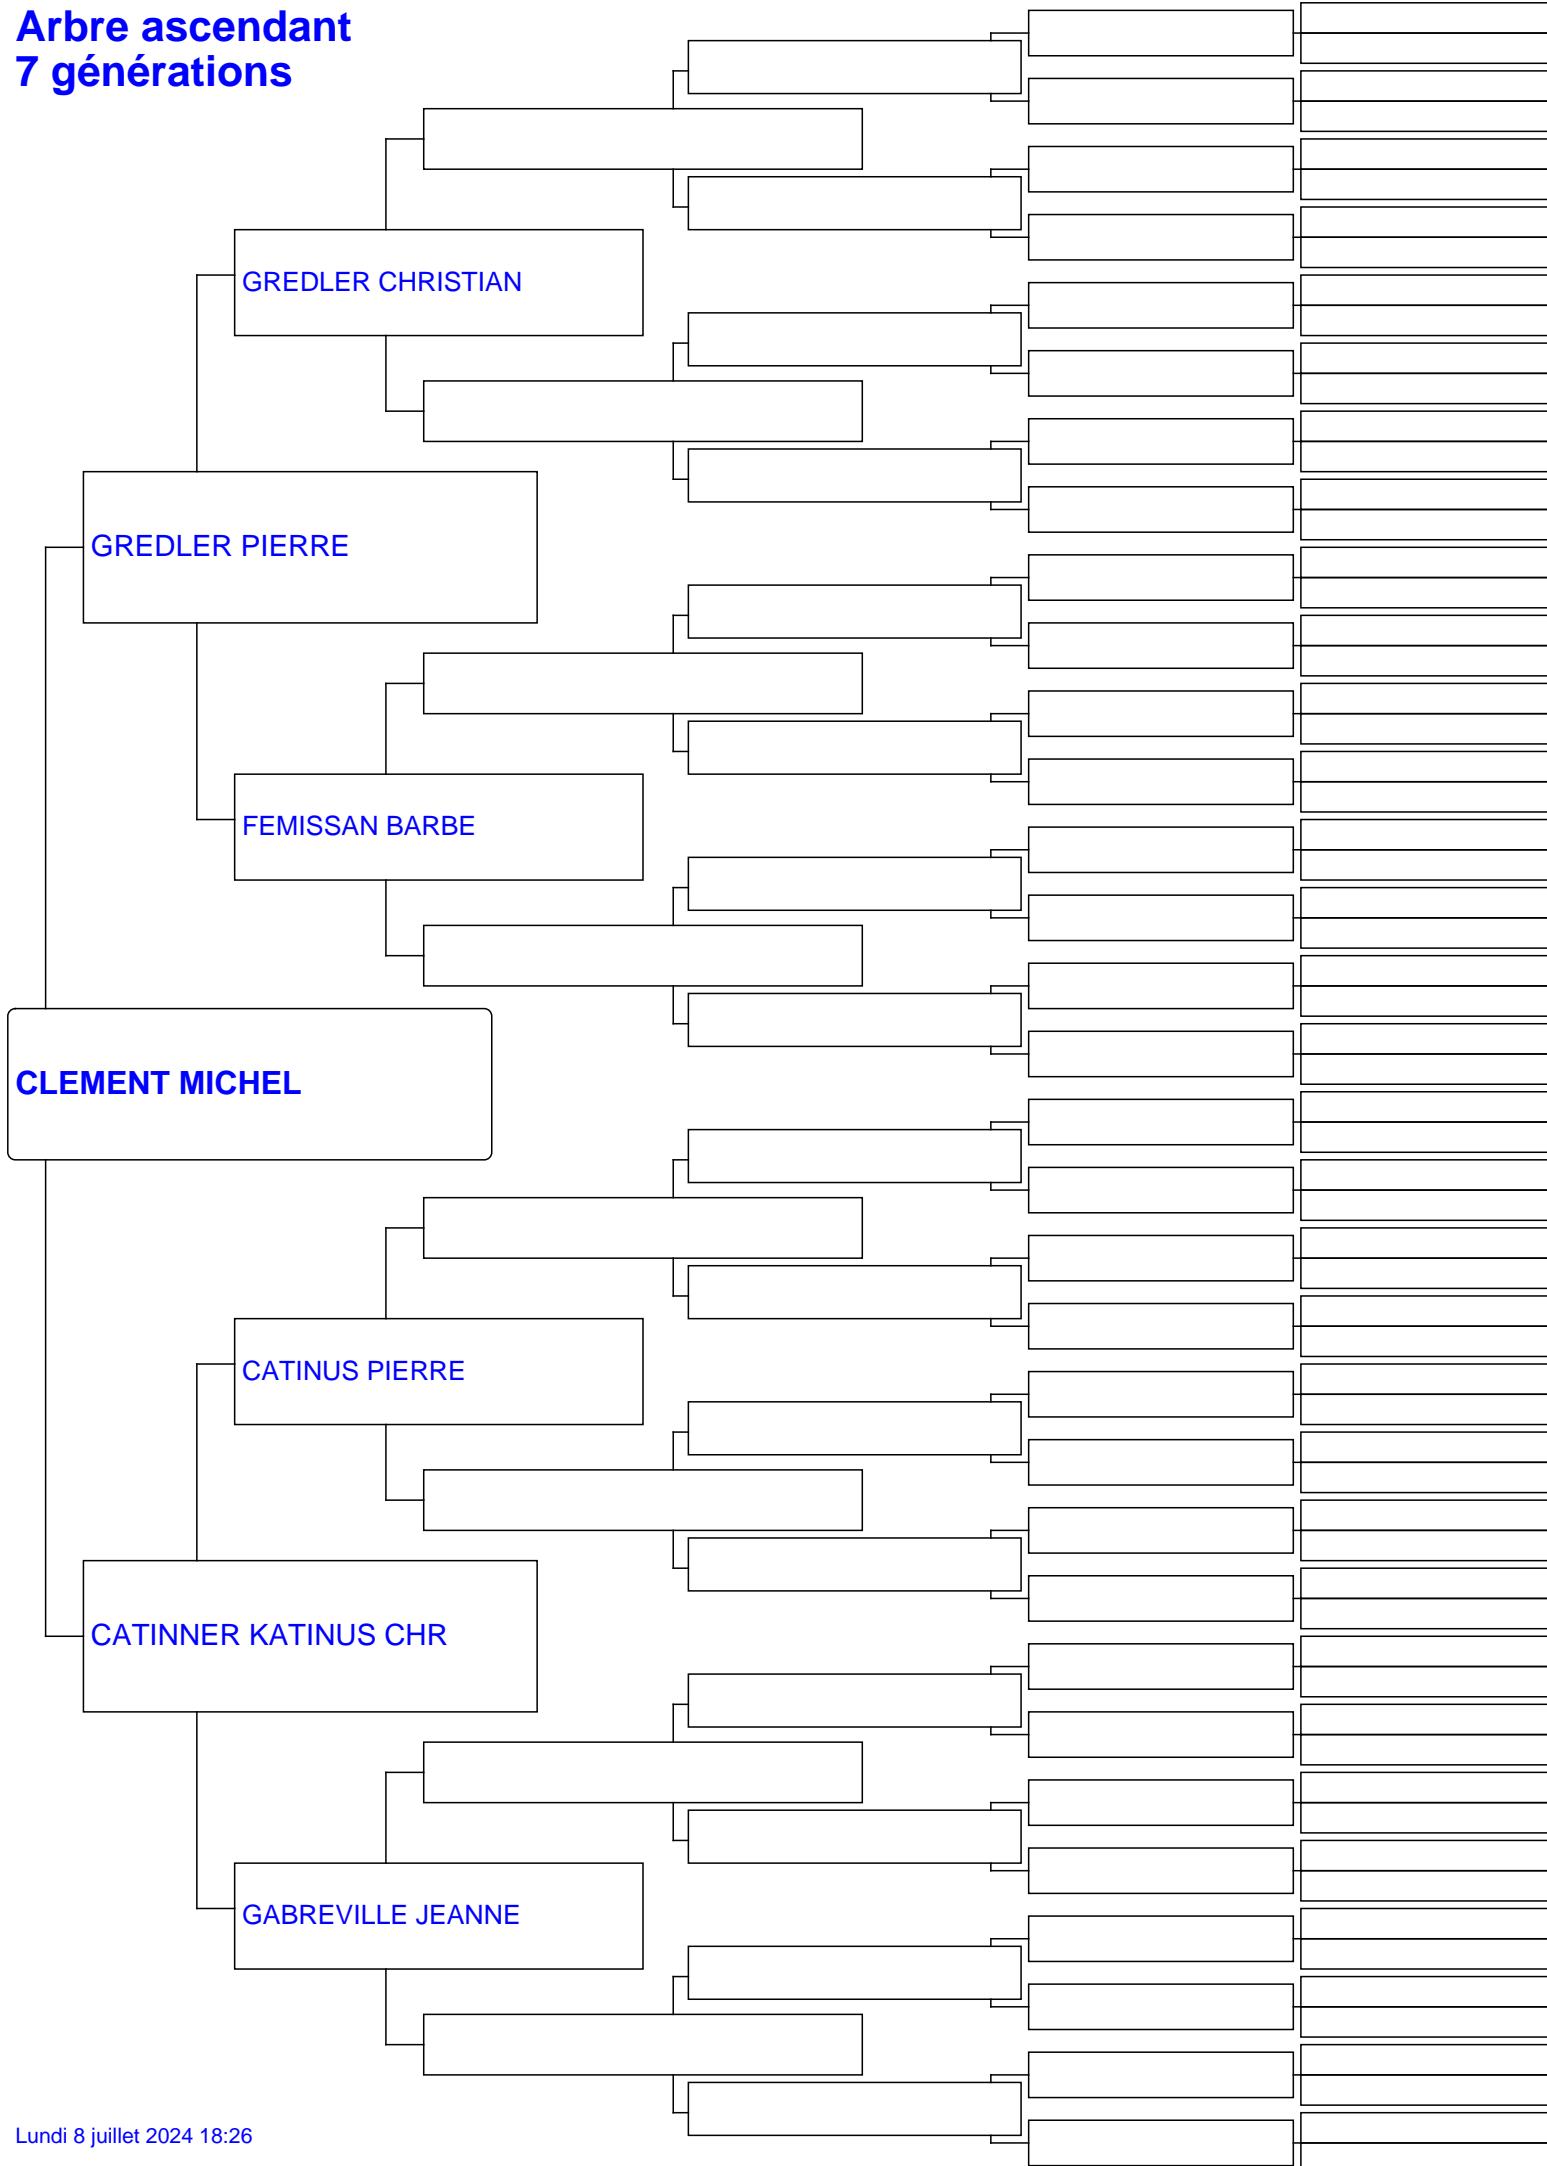 Arbre ascendant
7 générations
GREDLER CHRISTIAN
GREDLER PIERRE
FEMISSAN BARBE
CLEMENT MICHEL
CATINUS PIERRE
CATINNER KATINUS CHR
GABREVILLE JEANNE
Lundi 8 juillet 2024 18:26